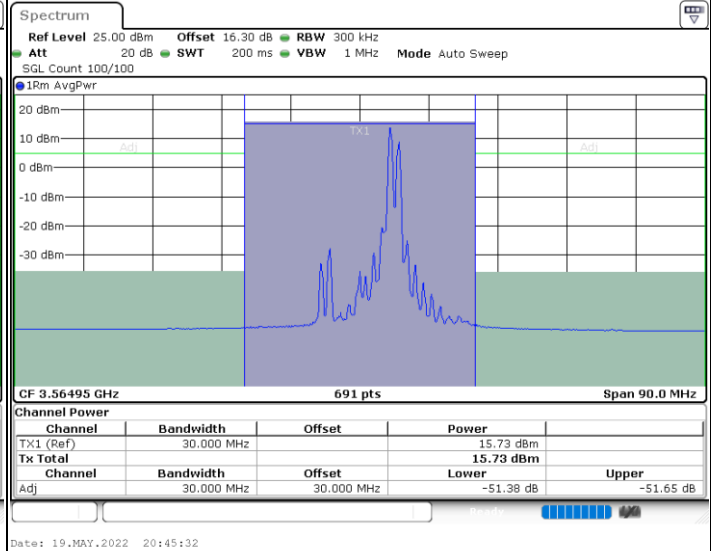 Spectrum
Ref Level 25.00 dBm Offset 16.30 dB RBW 300 kHz
Att 20 dB SWT 200 ms VBW 1 MHz Mode Auto Sweep
SGL Count 100/100
1Rm AvgPwr
20 dBm
TX1
10 dBm
Adj Adj
0 dBm
-10 dBm
-20 dBm
-30 dBm
CF 3.56495 GHz 691 pts Span 90.0 MHz
Channel Power
Channel Bandwidth Offset Power
TX1 (Ref) 30.000 MHz 15.73 dBm
Tx Total 15.73 dBm
Channel Bandwidth Offset Lower Upper
Adj 30.000 MHz 30.000 MHz -51.38 dB -51.65 dB
Ready
Date: 19.MAY.2022 20:45:32